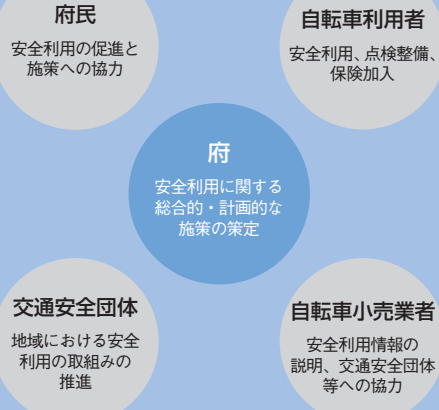 府民
安全利用の促進と
施策への協力
自転車利用者
安全利用、点検整備、
保険加入
府
安全利用に関する
総合的・計画的な
施策の策定
交通安全団体
地域における安全
利用の取組みの
推進
自転車小売業者
安全利用情報の
説明、交通安全団体
等への協力